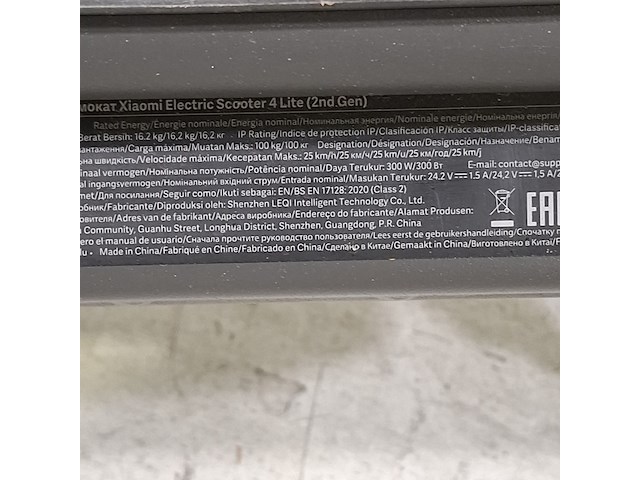 мокат Xiaomi Electric Scooter 4 Lite (2nd Gen)
Rated Energy/Énergie nominale/Energía nominal/Номинальная энергия/Nominale energie/Номінальна енергія/
Berat Bersih: 16.2 kg/16,2 kg/16,2 кг IP Rating/Indice de protection IP/Clasificación IP/Класс защиты/IP-classificat
антаження/Carga máxima/Muatan Maks.: 100 kg/100 кг Designation/Désignation/Designación/Назначение/Benam
ьна швидкість/Velocidade máxima/Kecepatan Maks.: 25 km/h/25 км/ч/25 km/u/25 км/год/25 km/j
inaal vermogen/Номінальна потужність/Potência nominal/Daya Terukur: 300 W/300 Вт E-mail: contact@supp
al ingangsvermogen/Номінальний вхідний струм/Entrada nominal/Masukan Terukur: 24,2 V⎓1,5 A/24,2 V⎓1,5 A/2
met/Для посилання/Seguir como/Ikuti sebagai: EN/BS EN 17128: 2020 (Class 2)
обник/Fabricante/Diproduksi oleh: Shenzhen LEQI Intelligent Technology Co., Ltd.
овителя/Adres van de fabrikant/Адреса виробника/Endereço do fabricante/Alamat Produsen:
u Community, Guanhu Street, Longhua District, Shenzhen, Guangdong, P.R. China
ero el manual de usuario/Сначала прочтите руководство пользователя/Lees eerst de gebruikershandleiding/Спочатку п
lu • Made in China/Fabriqué en Chine/Fabricado en China/Сделано в Китае/Gemaakt in China/Виготовлено в Китаї/F
EAC